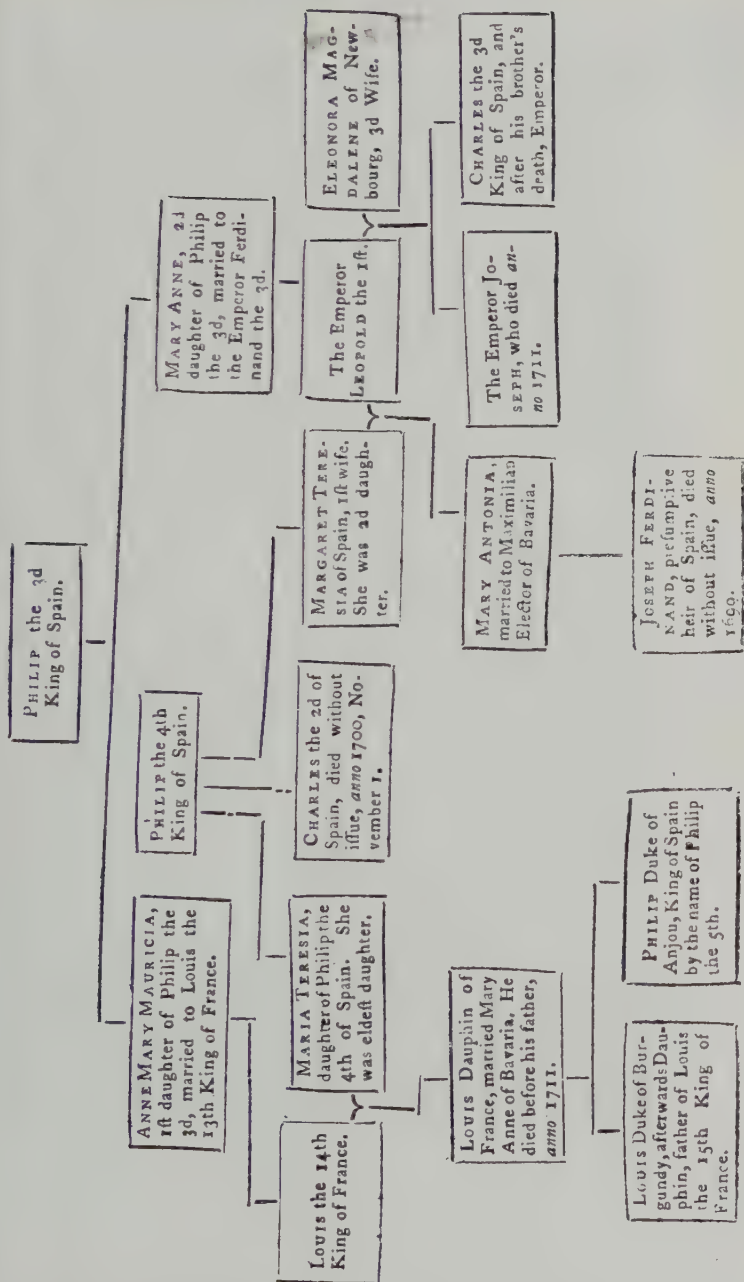 PHILIP the 3d
King of Spain.
ANNE MARY MAURICIA,
1ſt daughter of Philip the
3d, married to Louis the
13th King of France.
PHILIP the 4th
King of Spain.
MARY ANNE, 2d
daughter of Philip
the 3d, married to
the Emperor Ferdi-
nand the 3d.
LOUIS the 14th
King of France.
MARIA TERESIA,
daughter of Philip the
4th of Spain. She
was eldeſt daughter.
CHARLES the 2d of
Spain, died without
iſſue, anno 1700, No-
vember 1.
MARGARET TERE-
SIA of Spain, 1ſt wife.
She was 2d daugh-
ter.
The Emperor
LEOPOLD the 1ſt.
ELEONORA MAG-
DALENE of New-
bourg, 3d Wife.
LOUIS Dauphin of
France, married Mary
Anne of Bavaria. He
died before his father,
anno 1711.
MARY ANTONIA,
married to Maximilian
Elector of Bavaria.
The Emperor JO-
SEPH, who died an-
no 1711.
CHARLES the 3d
King of Spain, and
after his brother's
death, Emperor.
LOUIS Duke of Bur-
gundy, afterwards Dau-
phin, father of Louis
the 15th King of
France.
PHILIP Duke of
Anjou, King of Spain
by the name of Philip
the 5th.
JOSEPH FERDI-
NAND, preſumptive
heir of Spain, died
without iſſue, anno
1699.